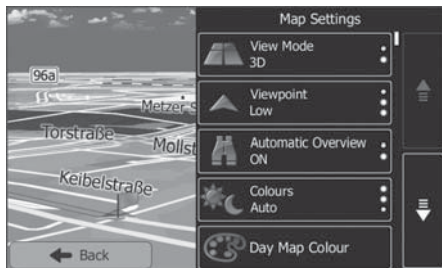 Map Settings
96a
Metzer S
Torstraße
Mollst
Keibelstraße
Back
View Mode
3D
Viewpoint
Low
Automatic Overview
ON
Colours
Auto
Day Map Colour